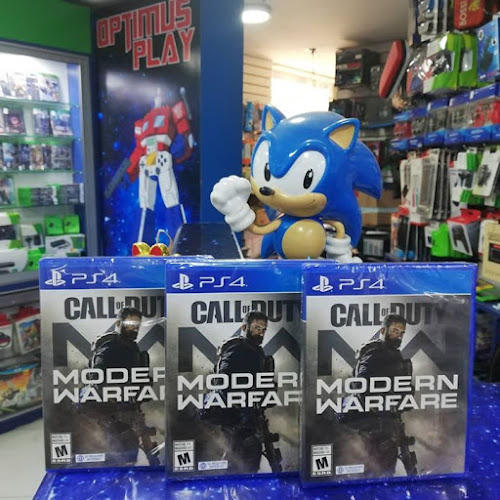 OPTIMUS
PLAY
PS4
CALL OF DUTY
MODERN
WARFARE
M
PS4
CALL OF DUTY
MODERN
WARFARE
M
PS4
CALL OF DUTY
MODERN
WARFARE
M